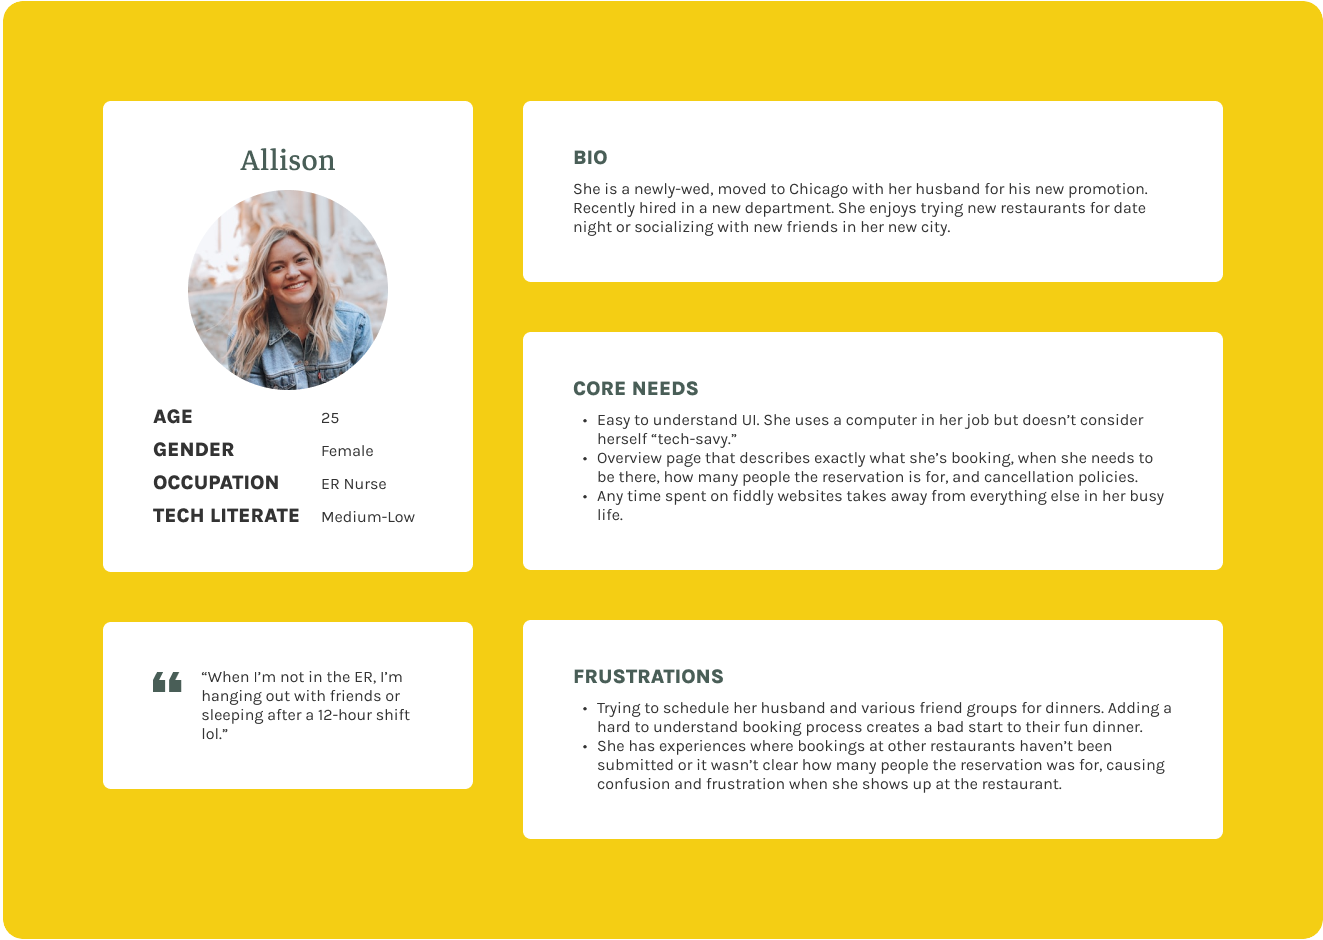 Allison
AGE 25
GENDER Female
OCCUPATION ER Nurse
TECH LITERATE Medium-Low
“When I’m not in the ER, I’m
hanging out with friends or
sleeping after a 12-hour shift
lol.”
BIO
She is a newly-wed, moved to Chicago with her husband for his new promotion.
Recently hired in a new department. She enjoys trying new restaurants for date
night or socializing with new friends in her new city.
CORE NEEDS
• Easy to understand UI. She uses a computer in her job but doesn’t consider
herself “tech-savy.”
• Overview page that describes exactly what she’s booking, when she needs to
be there, how many people the reservation is for, and cancellation policies.
• Any time spent on fiddly websites takes away from everything else in her busy
life.
FRUSTRATIONS
• Trying to schedule her husband and various friend groups for dinners. Adding a
hard to understand booking process creates a bad start to their fun dinner.
• She has experiences where bookings at other restaurants haven’t been
submitted or it wasn’t clear how many people the reservation was for, causing
confusion and frustration when she shows up at the restaurant.